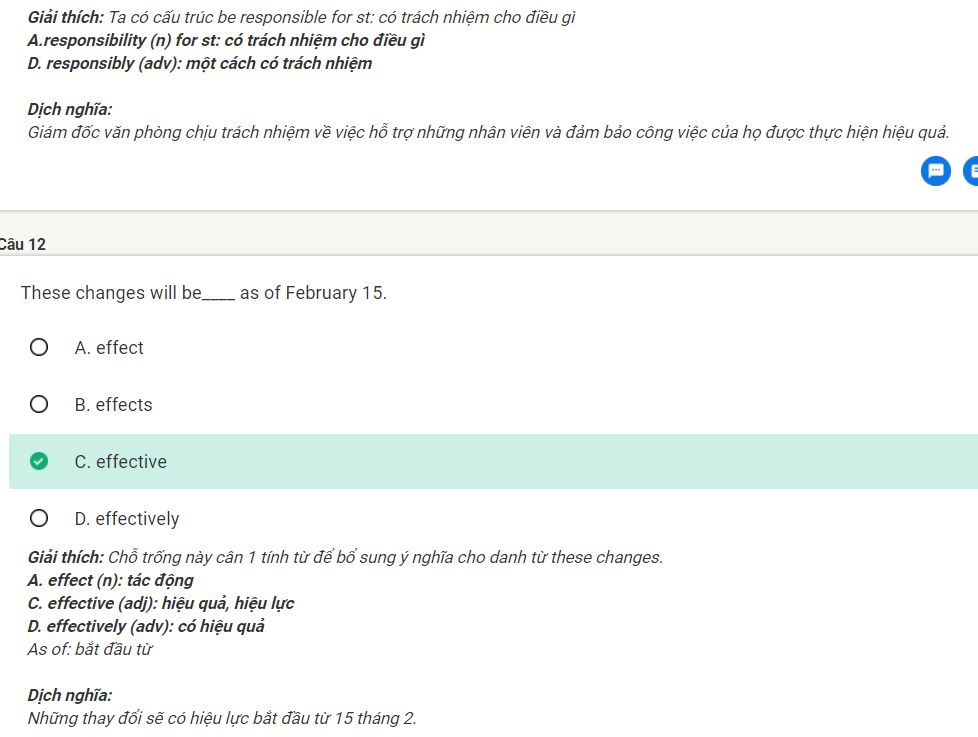 Giải thích: Ta có cấu trúc be responsible for st: có trách nhiệm cho điều gì
A.responsibility (n) for st: có trách nhiệm cho điều gì
D. responsibly (adv): một cách có trách nhiệm
Dịch nghĩa:
Giám đốc văn phòng chịu trách nhiệm về việc hỗ trợ những nhân viên và đảm bảo công việc của họ được thực hiện hiệu quả.
Câu 12
These changes will be____ as of February 15.
A. effect
B. effects
C. effective
D. effectively
Giải thích: Chỗ trống này cân 1 tính từ để bổ sung ý nghĩa cho danh từ these changes.
A. effect (n): tác động
C. effective (adj): hiệu quả, hiệu lực
D. effectively (adv): có hiệu quả
As of: bắt đầu từ
Dịch nghĩa:
Những thay đổi sẽ có hiệu lực bắt đầu từ 15 tháng 2.